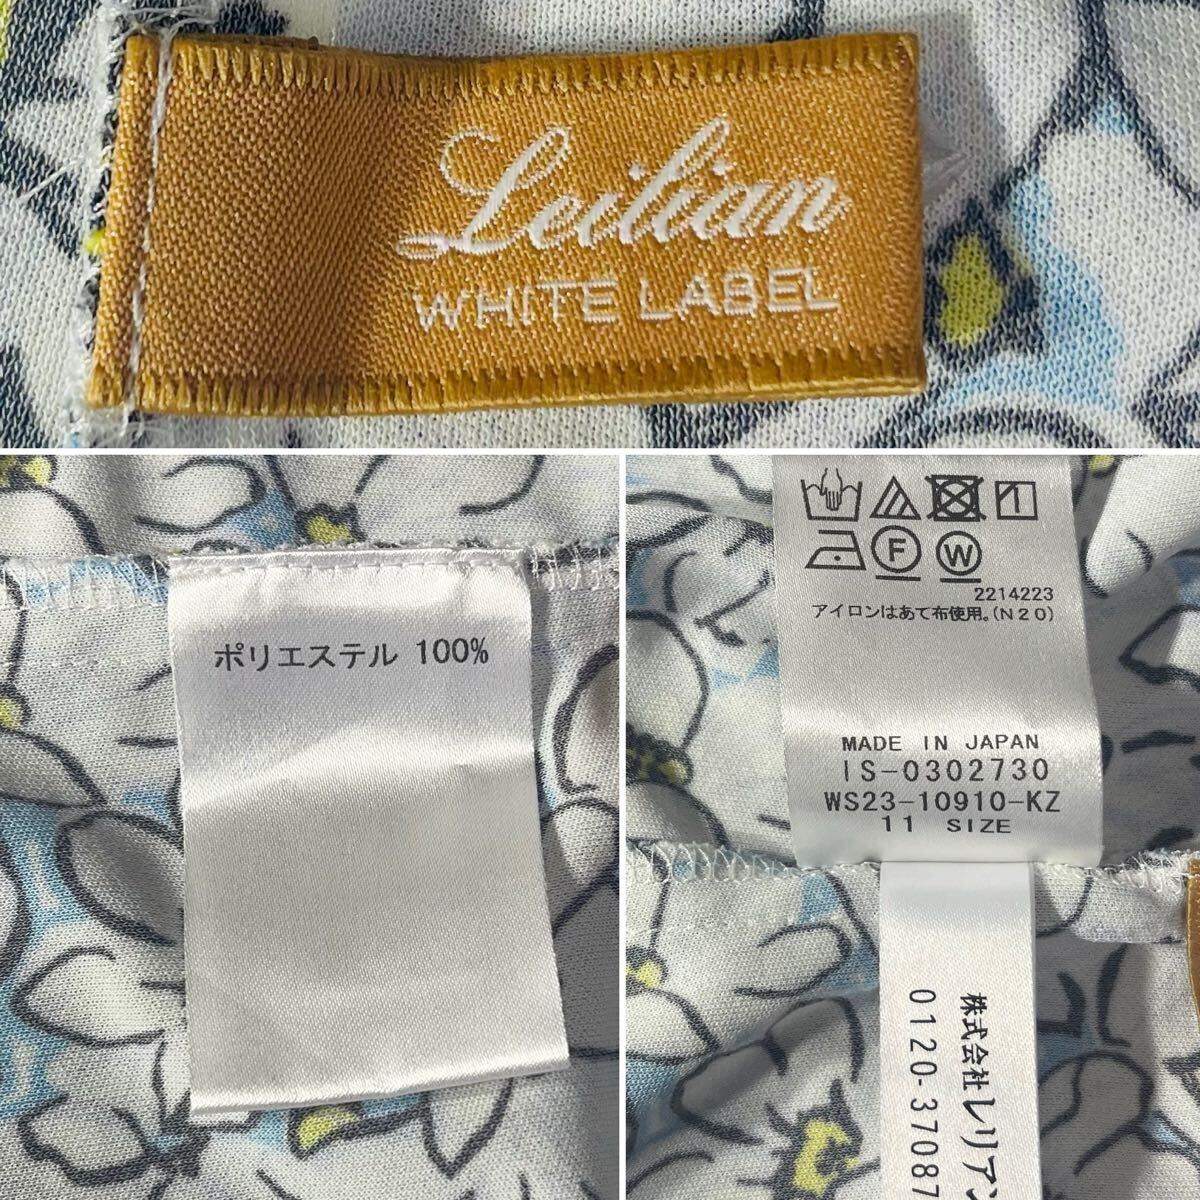 Leilian
WHITE LABEL
ポリエステル 100%
F W
2214223
アイロンはあて布使用。(N20)
MADE IN JAPAN
IS-0302730
WS23-10910-KZ
11 SIZE
株式会社レリアン
0120-37087